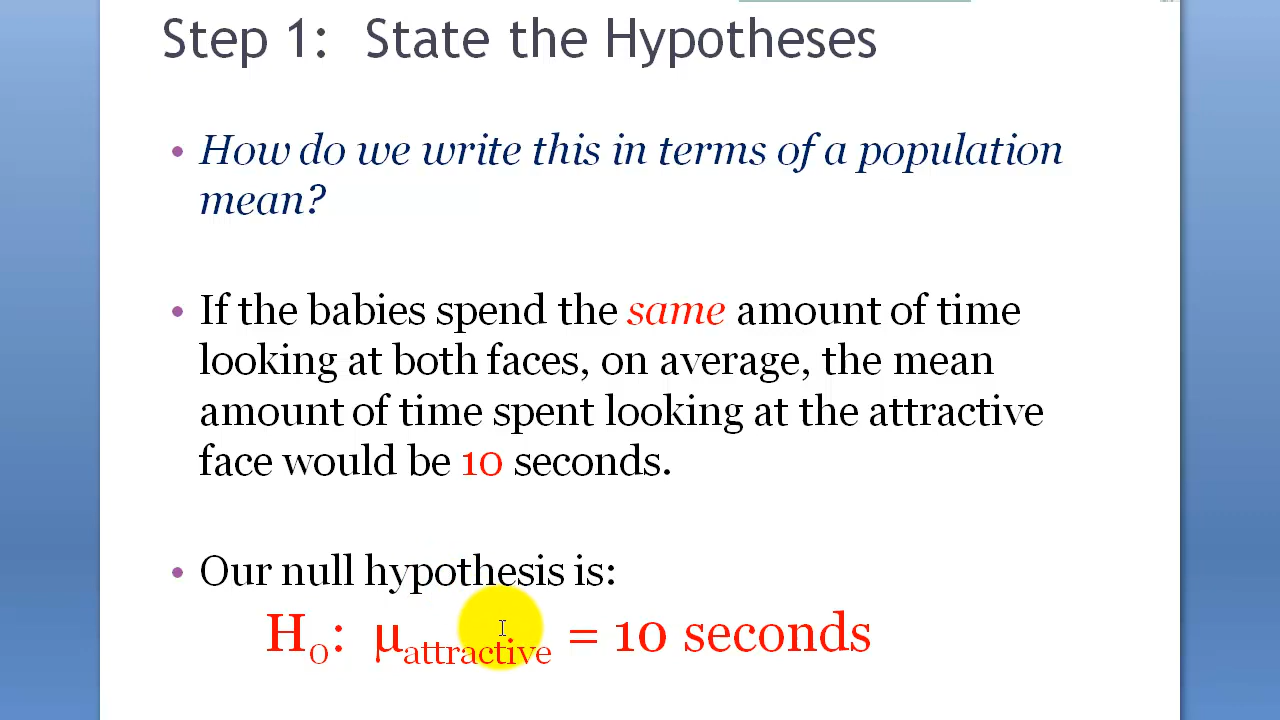 Step 1: State the Hypotheses
• How do we write this in terms of a population
mean?
• If the babies spend the same amount of time
looking at both faces, on average, the mean
amount of time spent looking at the attractive
face would be 10 seconds.
• Our null hypothesis is:
H₀: μattractive = 10 seconds